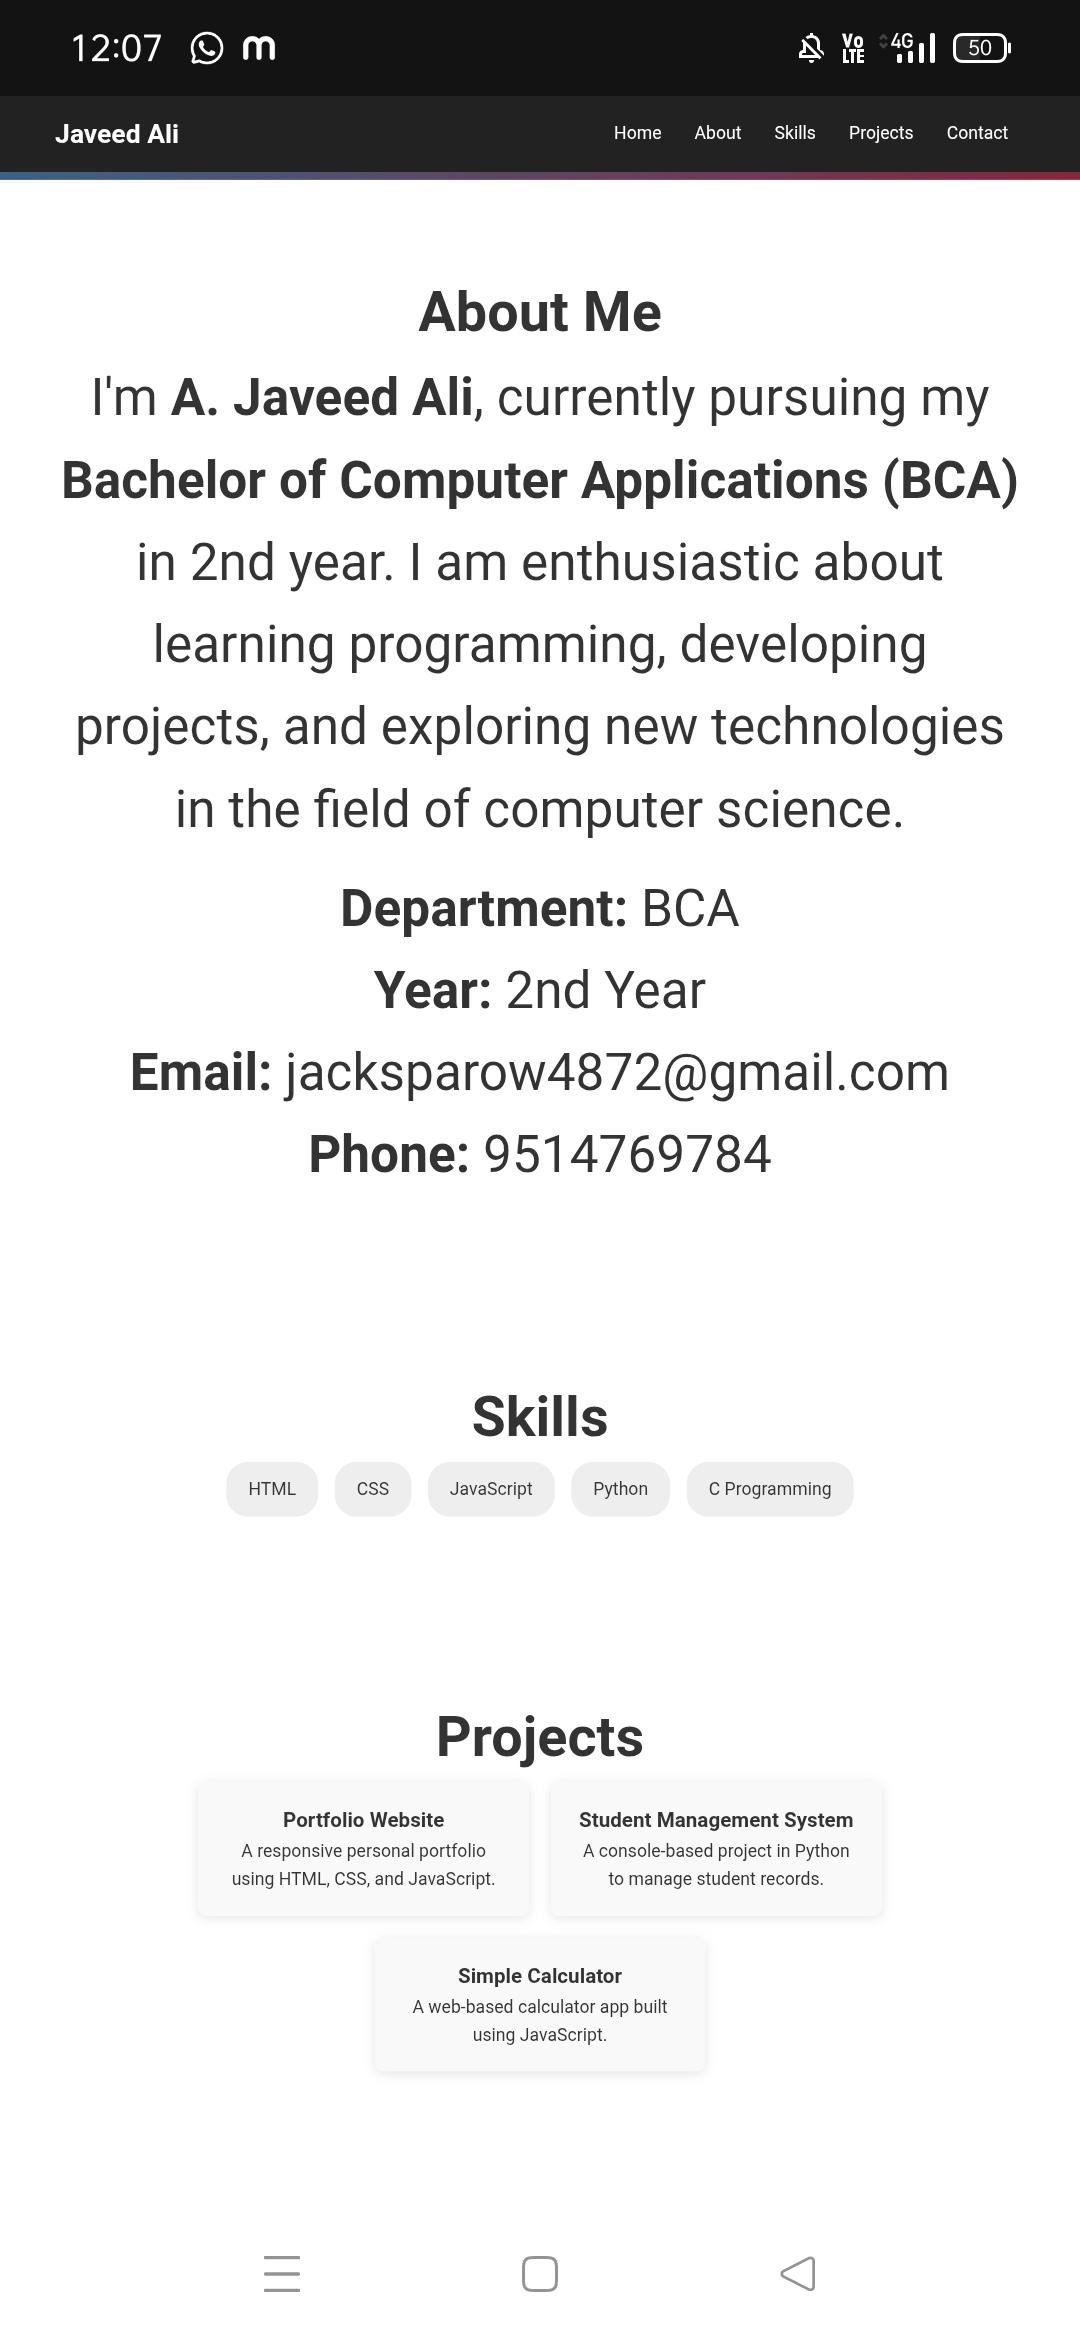 12:07
Vo
LTE
4G
50
Javeed Ali
Home About Skills Projects Contact
About Me
I'm A. Javeed Ali, currently pursuing my
Bachelor of Computer Applications (BCA)
in 2nd year. I am enthusiastic about
learning programming, developing
projects, and exploring new technologies
in the field of computer science.
Department: BCA
Year: 2nd Year
Email: jacksparow4872@gmail.com
Phone: 9514769784
Skills
HTML CSS JavaScript Python C Programming
Projects
Portfolio Website
A responsive personal portfolio
using HTML, CSS, and JavaScript.
Student Management System
A console-based project in Python
to manage student records.
Simple Calculator
A web-based calculator app built
using JavaScript.